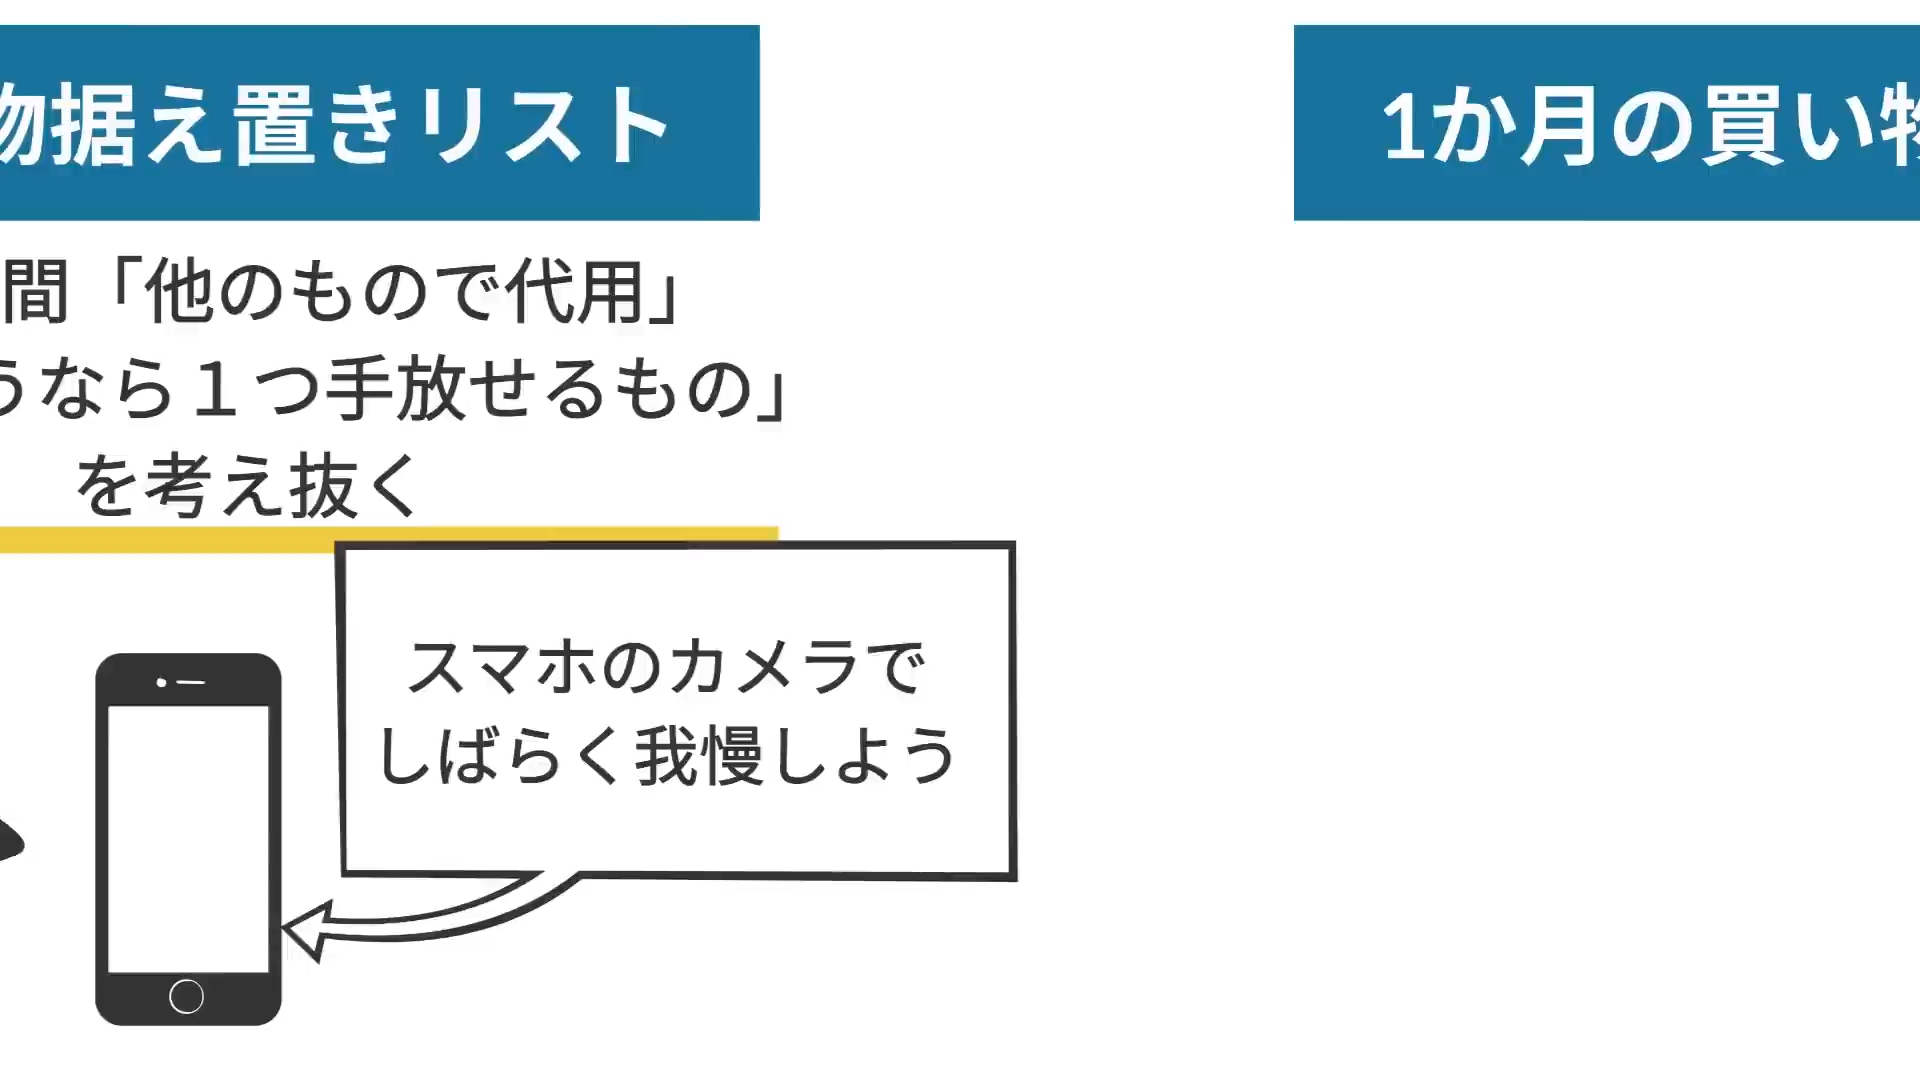 物据え置きリスト
間「他のもので代用」
うなら１つ手放せるもの」
を考え抜く
スマホのカメラで
しばらく我慢しよう
1か月の買い物